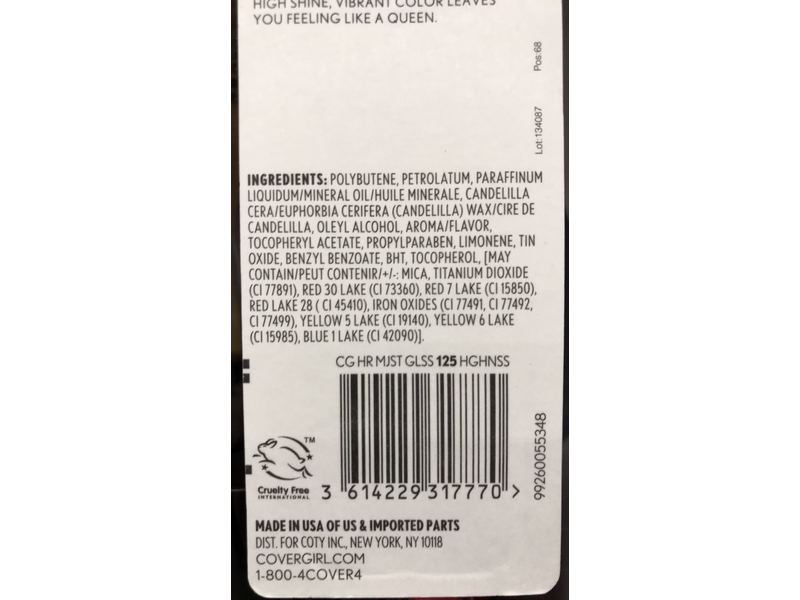 HIGH SHINE, VIBRANT COLOR LEAVES
YOU FEELING LIKE A QUEEN.
Pos:68
Lot:134087
INGREDIENTS: POLYBUTENE, PETROLATUM, PARAFFINUM
LIQUIDUM/MINERAL OIL/HUILE MINERALE, CANDELILLA
CERA/EUPHORBIA CERIFERA (CANDELILLA) WAX/CIRE DE
CANDELILLA, OLEYL ALCOHOL, AROMA/FLAVOR,
TOCOPHERYL ACETATE, PROPYLPARABEN, LIMONENE, TIN
OXIDE, BENZYL BENZOATE, BHT, TOCOPHEROL, [MAY
CONTAIN/PEUT CONTENIR/+/-: MICA, TITANIUM DIOXIDE
(CI 77891), RED 30 LAKE (CI 73360), RED 7 LAKE (CI 15850),
RED LAKE 28 ( CI 45410), IRON OXIDES (CI 77491, CI 77492,
CI 77499), YELLOW 5 LAKE (CI 19140), YELLOW 6 LAKE
(CI 15985), BLUE 1 LAKE (CI 42090)].
CG HR MJST GLSS 125 HGHNSS
TM
Cruelty Free
INTERNATIONAL
3 614229 317770 >
99260055348
MADE IN USA OF US & IMPORTED PARTS
DIST. FOR COTY INC., NEW YORK, NY 10118
COVERGIRL.COM
1-800-4COVER4